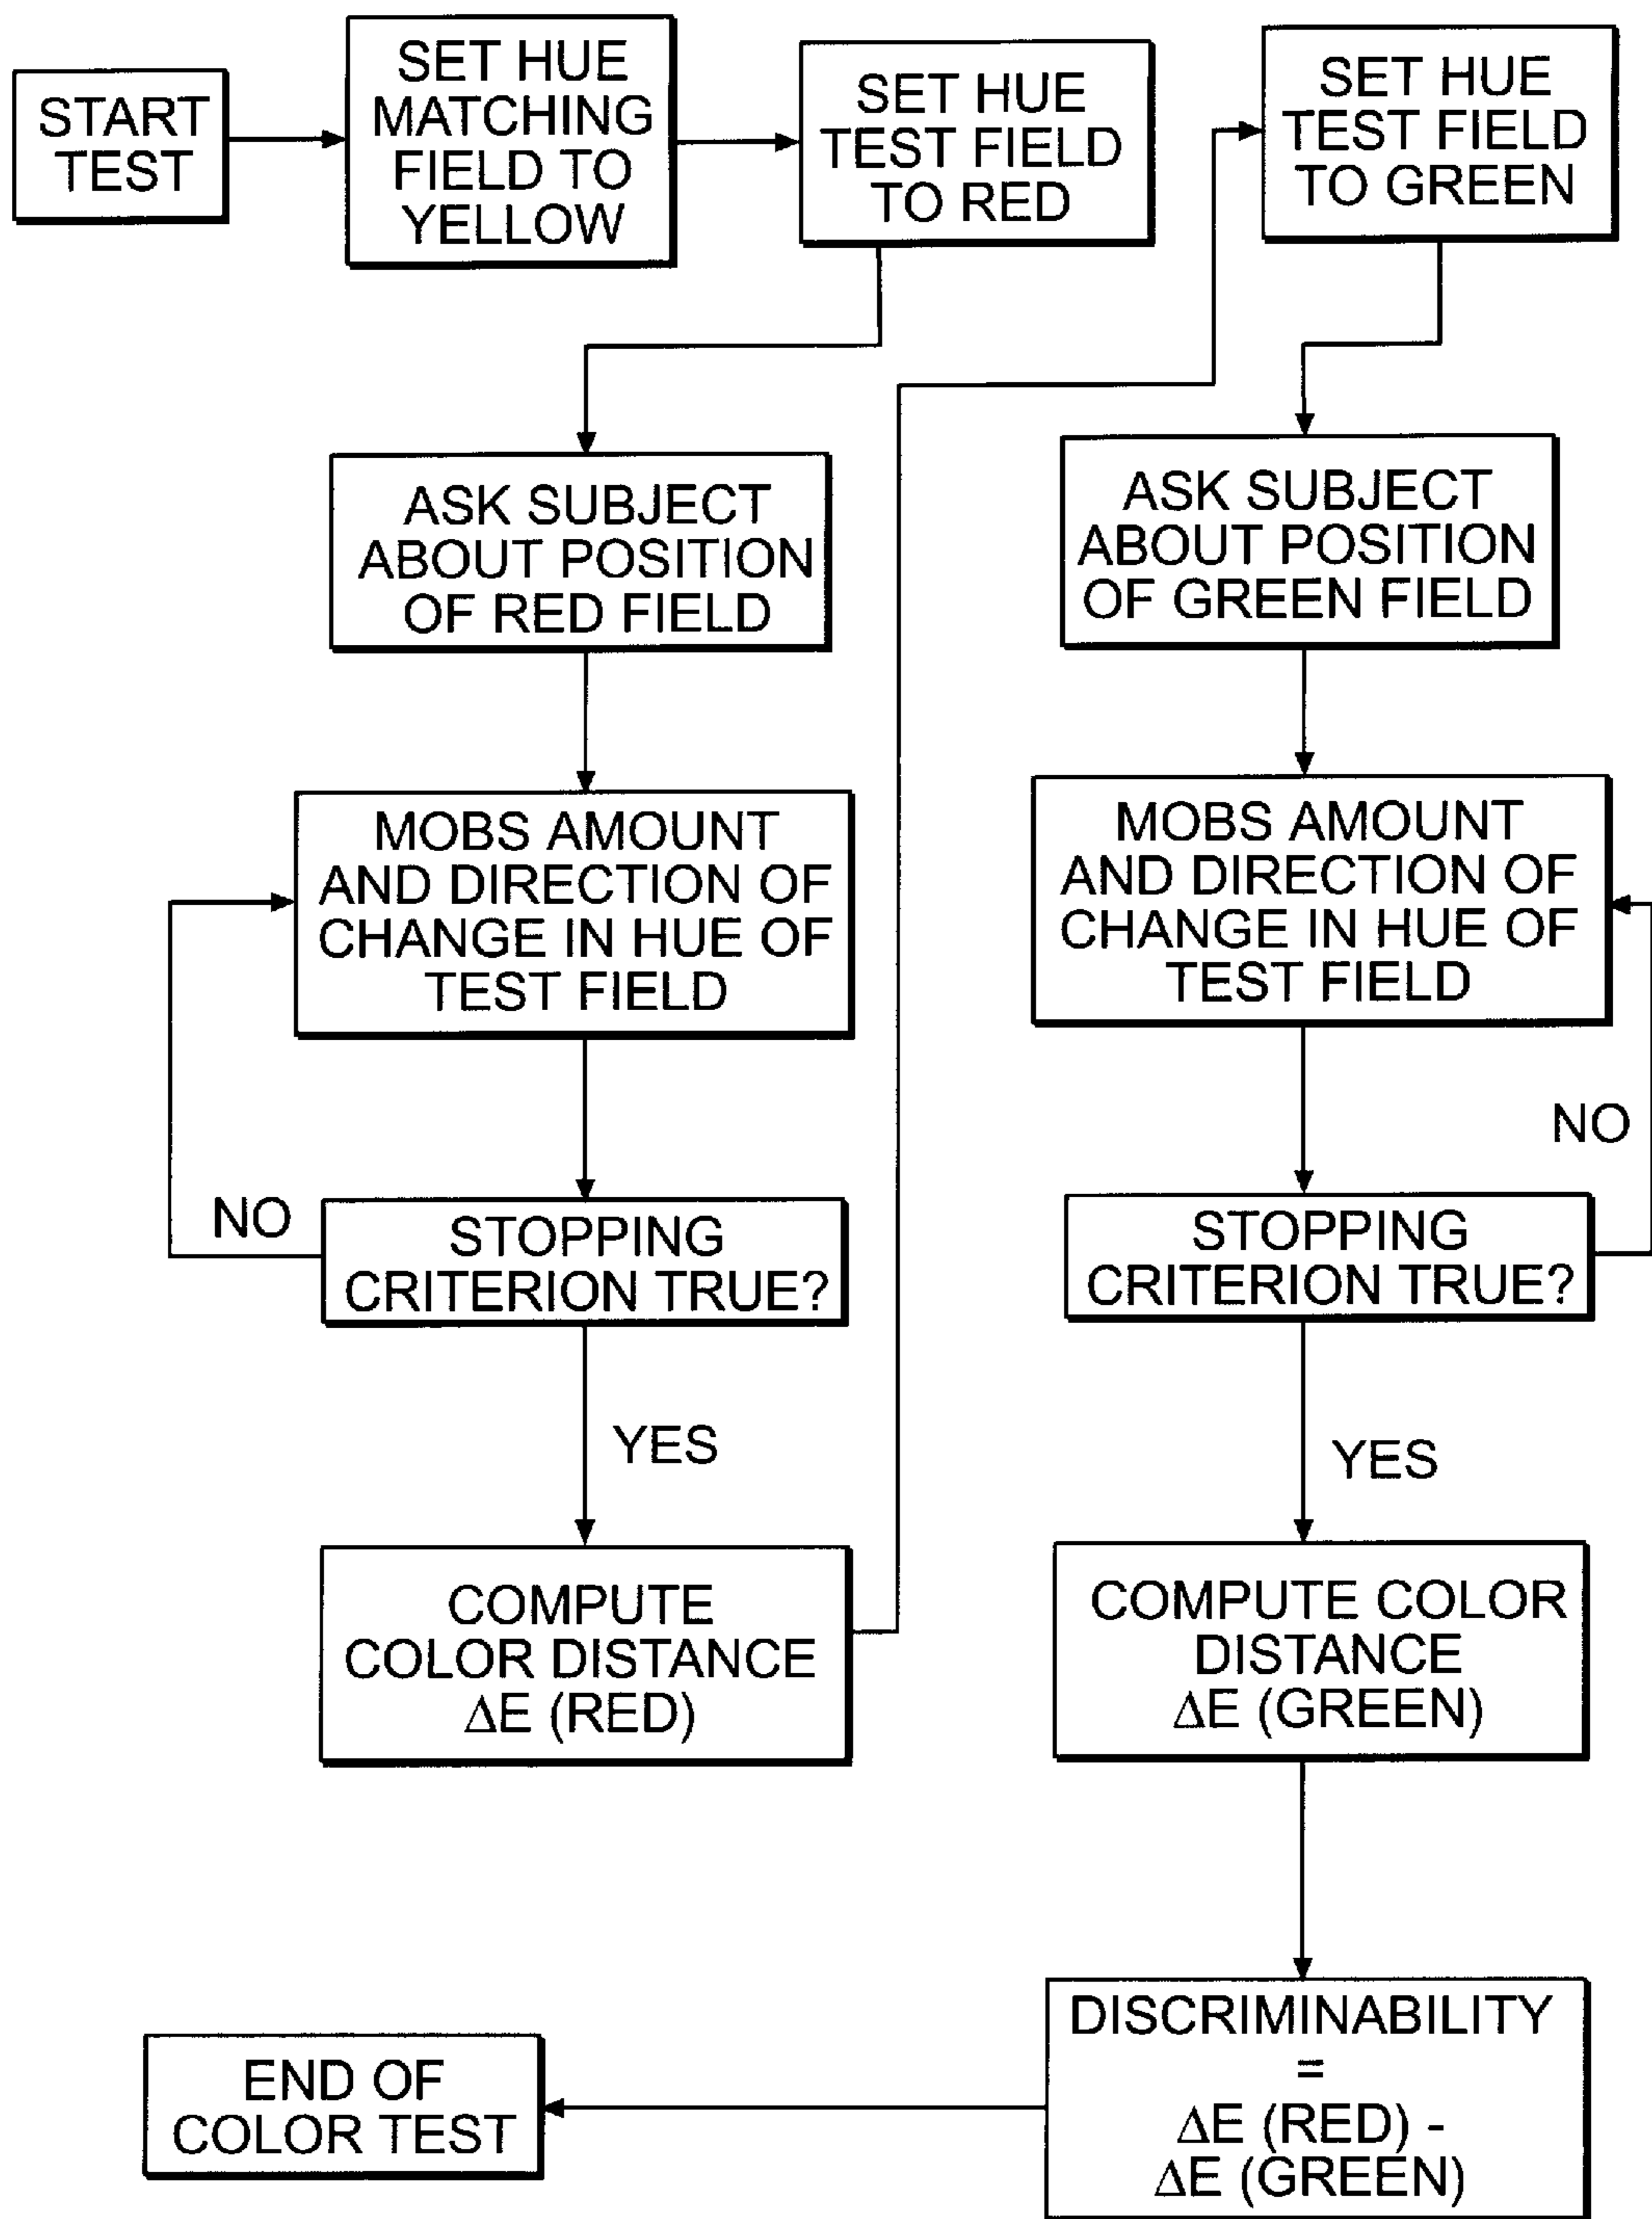 START
TEST
SET HUE
MATCHING
FIELD TO
YELLOW
SET HUE
TEST FIELD
TO RED
SET HUE
TEST FIELD
TO GREEN
ASK SUBJECT
ABOUT POSITION
OF RED FIELD
ASK SUBJECT
ABOUT POSITION
OF GREEN FIELD
MOBS AMOUNT
AND DIRECTION OF
CHANGE IN HUE OF
TEST FIELD
MOBS AMOUNT
AND DIRECTION OF
CHANGE IN HUE OF
TEST FIELD
NO
NO
STOPPING
CRITERION TRUE?
STOPPING
CRITERION TRUE?
YES
YES
COMPUTE
COLOR DISTANCE
ΔE (RED)
COMPUTE COLOR
DISTANCE
ΔE (GREEN)
DISCRIMINABILITY
=
ΔE (RED) -
ΔE (GREEN)
END OF
COLOR TEST